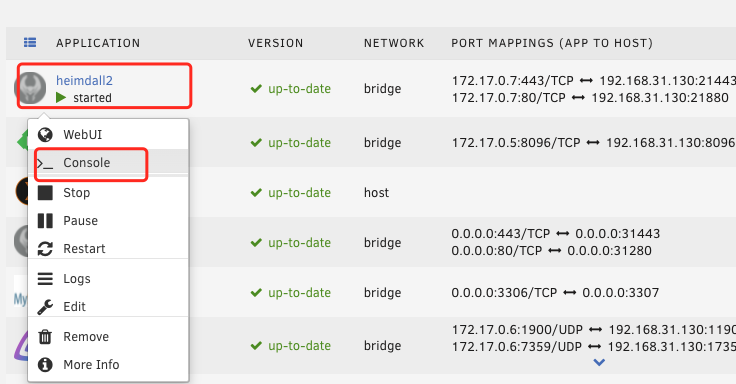 APPLICATION VERSION NETWORK PORT MAPPINGS (APP TO HOST)
heimdall2
started
up-to-date
bridge
172.17.0.7:443/TCP ↔ 192.168.31.130:21443
172.17.0.7:80/TCP ↔ 192.168.31.130:21880
WebUI
Console
Stop
Pause
Restart
Logs
Edit
Remove
More Info
up-to-date
bridge
172.17.0.5:8096/TCP ↔ 192.168.31.130:8096
up-to-date
host
up-to-date
bridge
0.0.0.0:443/TCP ↔ 0.0.0.0:31443
0.0.0.0:80/TCP ↔ 0.0.0.0:31280
My
up-to-date
bridge
0.0.0.0:3306/TCP ↔ 0.0.0.0:3307
up-to-date
bridge
172.17.0.6:1900/UDP ↔ 192.168.31.130:1190
172.17.0.6:7359/UDP ↔ 192.168.31.130:1735